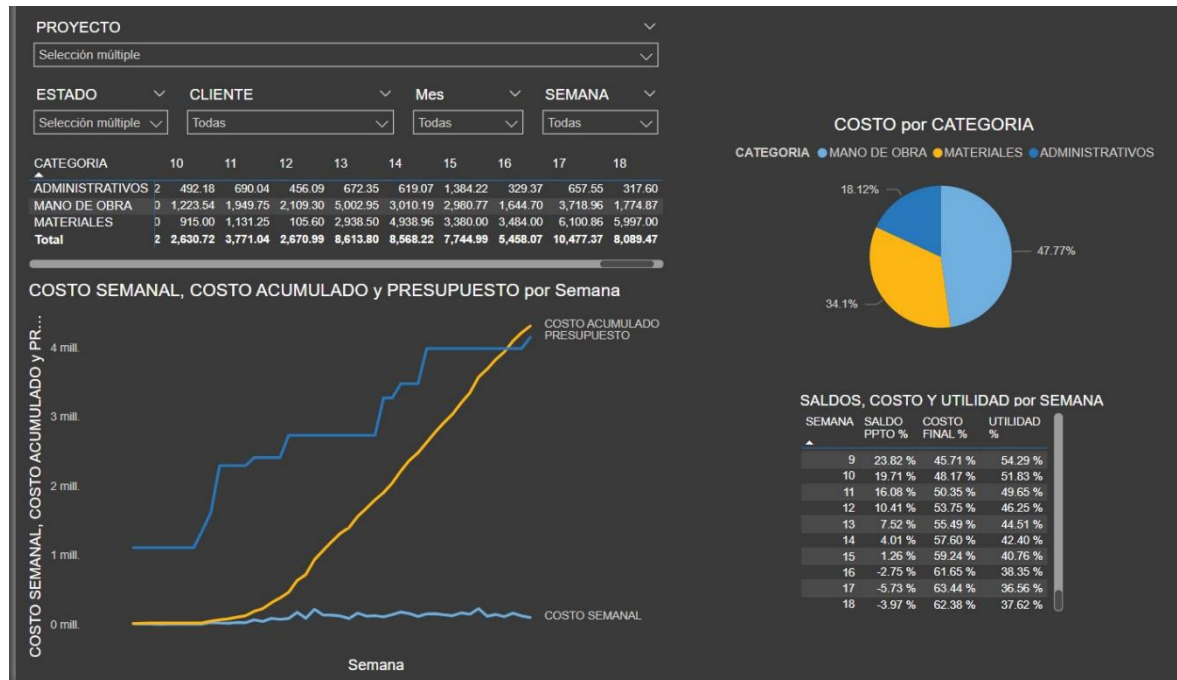 PROYECTO
Selección múltiple
ESTADO CLIENTE Mes SEMANA
Selección múltiple Todas Todas Todas
CATEGORIA 10 11 12 13 14 15 16 17 18
ADMINISTRATIVOS 2 492.18 690.04 456.09 672.35 619.07 1,384.22 329.37 657.55 317.60
MANO DE OBRA 0 1,223.54 1,949.75 2,109.30 5,002.95 3,010.19 2,980.77 1,644.70 3,718.96 1,774.87
MATERIALES 0 915.00 1,131.25 105.60 2,938.50 4,938.96 3,380.00 3,484.00 6,100.86 5,997.00
Total 2 2,630.72 3,771.04 2,670.99 8,613.80 8,568.22 7,744.99 5,458.07 10,477.37 8,089.47
COSTO SEMANAL, COSTO ACUMULADO y PRESUPUESTO por Semana
COSTO SEMANAL, COSTO ACUMULADO y PR...
4 mill.
3 mill.
2 mill.
1 mill.
0 mill.
COSTO ACUMULADO
PRESUPUESTO
COSTO SEMANAL
Semana
COSTO por CATEGORIA
CATEGORIA MANO DE OBRA MATERIALES ADMINISTRATIVOS
18.12%
47.77%
34.1%
SALDOS, COSTO Y UTILIDAD por SEMANA
SEMANA SALDO COSTO UTILIDAD
PPTO % FINAL % %
9 23.82 % 45.71 % 54.29 %
10 19.71 % 48.17 % 51.83 %
11 16.08 % 50.35 % 49.65 %
12 10.41 % 53.75 % 46.25 %
13 7.52 % 55.49 % 44.51 %
14 4.01 % 57.60 % 42.40 %
15 1.26 % 59.24 % 40.76 %
16 -2.75 % 61.65 % 38.35 %
17 -5.73 % 63.44 % 36.56 %
18 -3.97 % 62.38 % 37.62 %